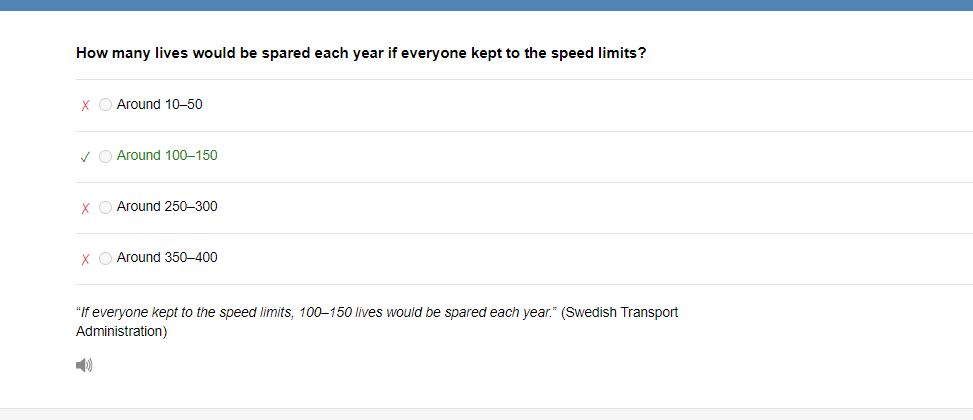 How many lives would be spared each year if everyone kept to the speed limits?
Around 10–50
Around 100–150
Around 250–300
Around 350–400
“If everyone kept to the speed limits, 100–150 lives would be spared each year.” (Swedish Transport
Administration)